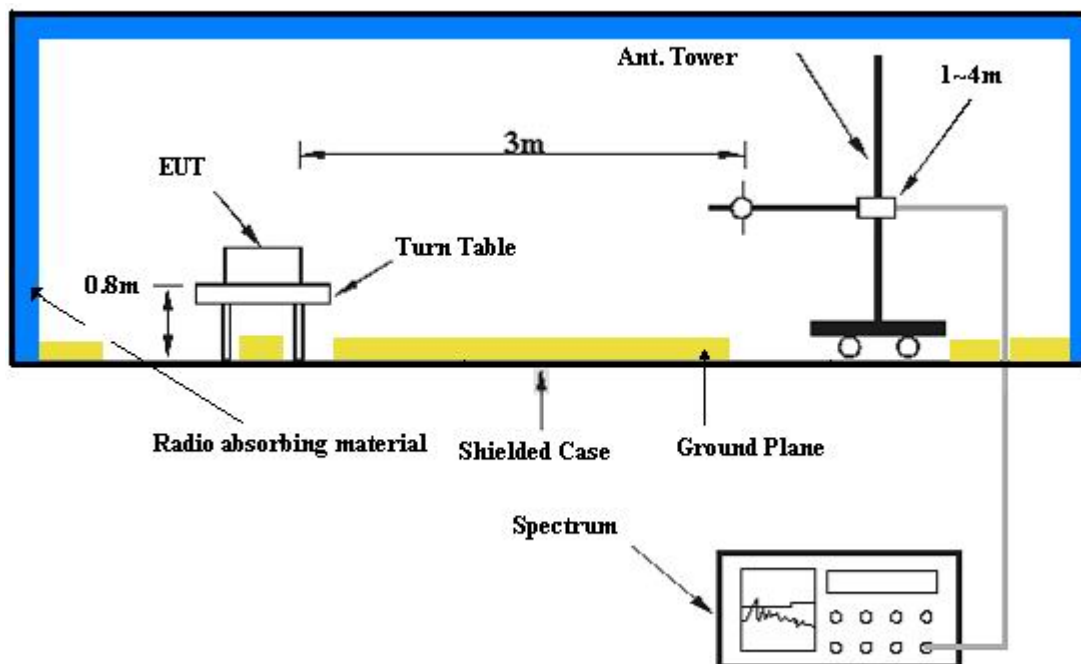 Ant. Tower
1~4m
3m
EUT
Turn Table
0.8m
Radio absorbing material
Shielded Case
Ground Plane
Spectrum